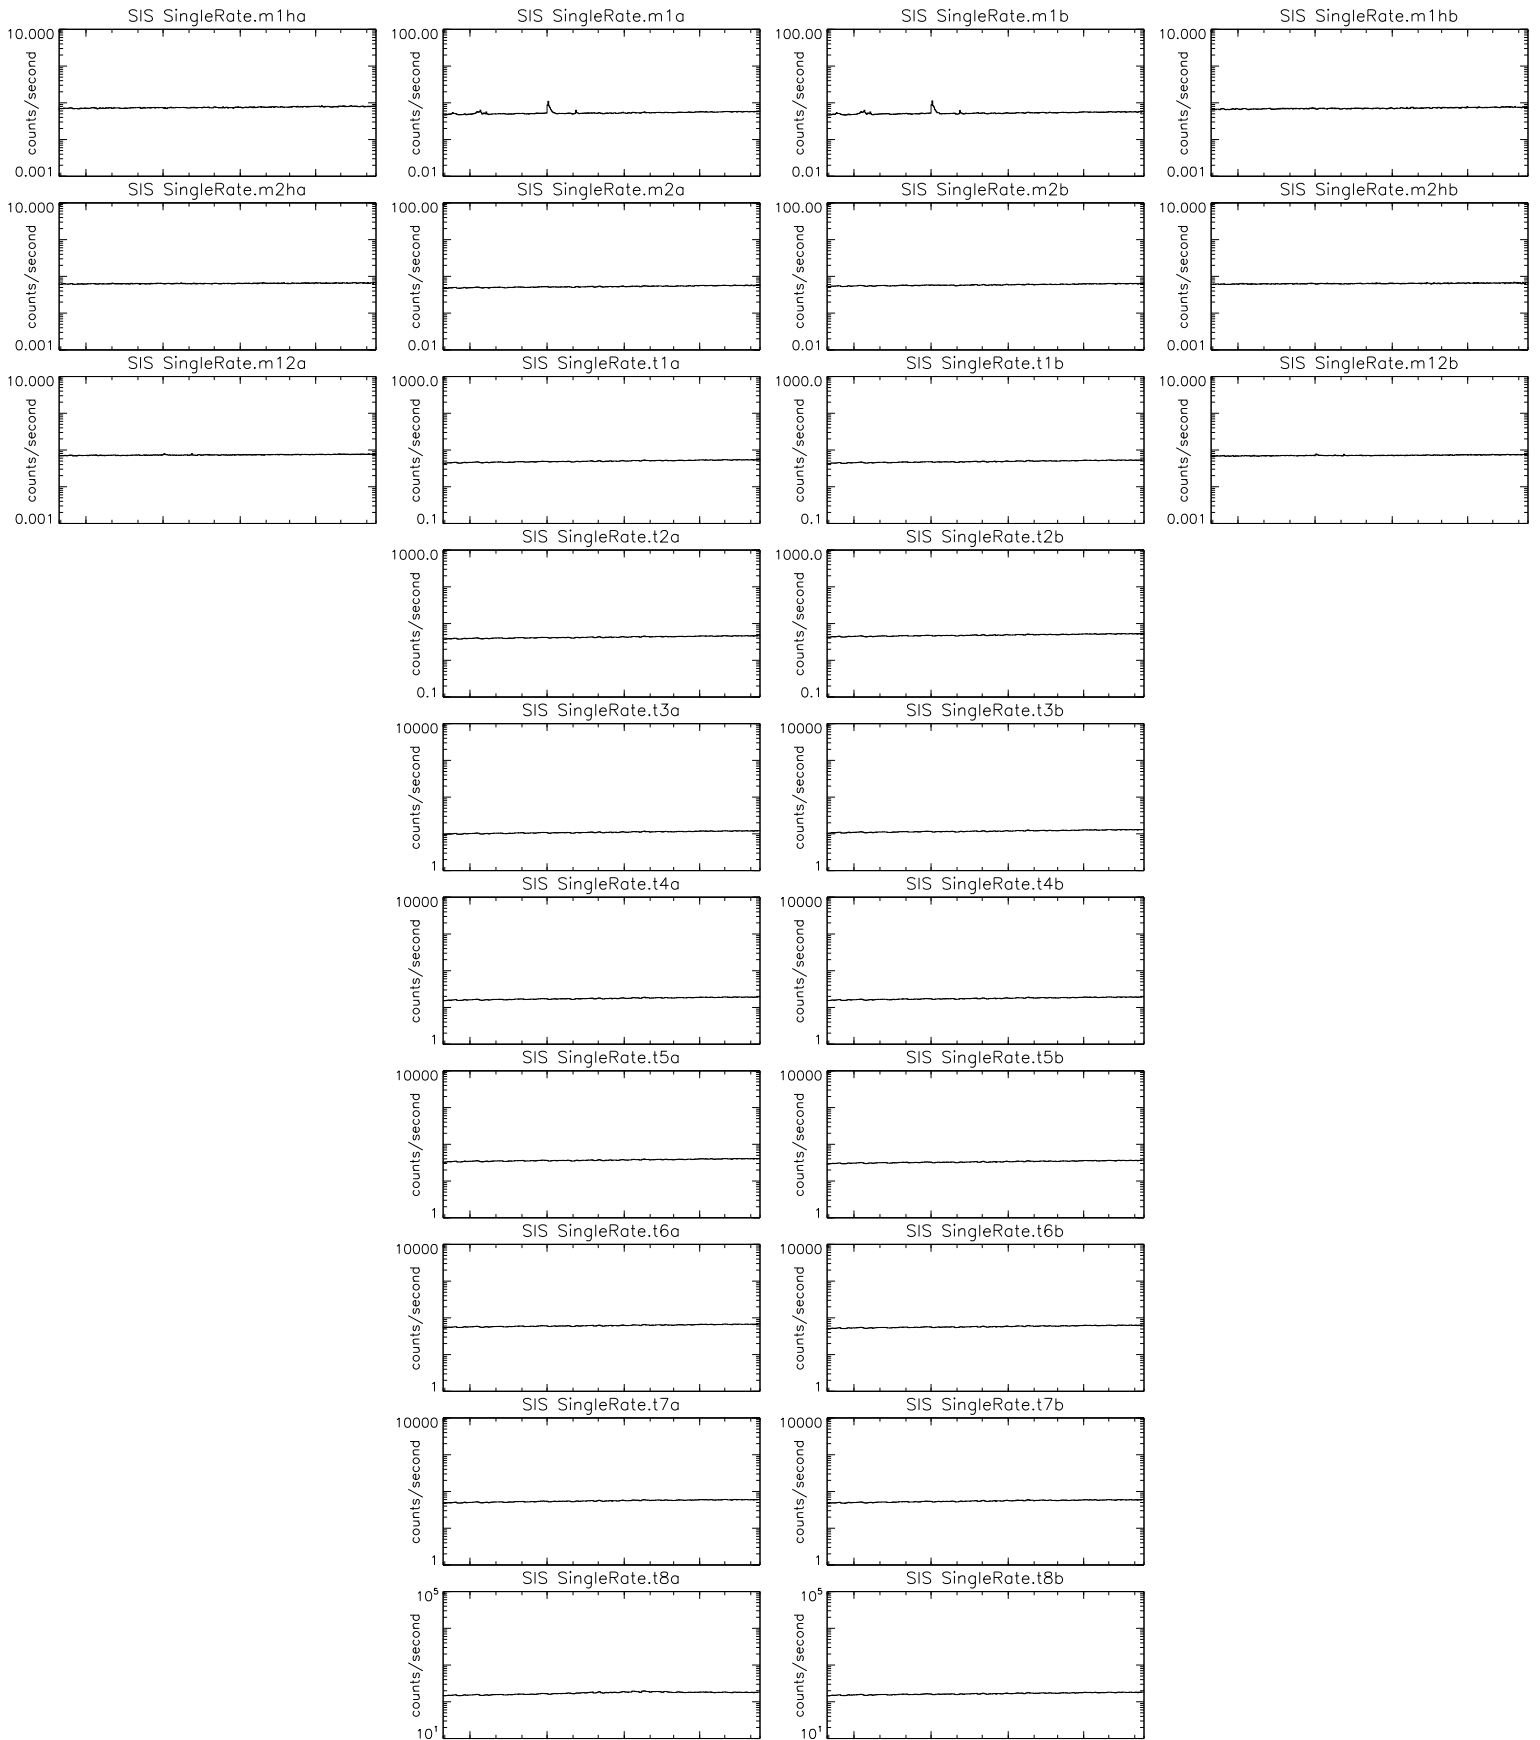 SIS SingleRate.m1ha
10.000
counts/second
0.001
SIS SingleRate.m1a
100.00
counts/second
0.01
SIS SingleRate.m1b
100.00
counts/second
0.01
SIS SingleRate.m1hb
10.000
counts/second
0.001
SIS SingleRate.m2ha
10.000
counts/second
0.001
SIS SingleRate.m2a
100.00
counts/second
0.01
SIS SingleRate.m2b
100.00
counts/second
0.01
SIS SingleRate.m2hb
10.000
counts/second
0.001
SIS SingleRate.m12a
10.000
counts/second
0.001
SIS SingleRate.t1a
1000.0
counts/second
0.1
SIS SingleRate.t1b
1000.0
counts/second
0.1
SIS SingleRate.m12b
10.000
counts/second
0.001
SIS SingleRate.t2a
1000.0
counts/second
0.1
SIS SingleRate.t2b
1000.0
counts/second
0.1
SIS SingleRate.t3a
10000
counts/second
1
SIS SingleRate.t3b
10000
counts/second
1
SIS SingleRate.t4a
10000
counts/second
1
SIS SingleRate.t4b
10000
counts/second
1
SIS SingleRate.t5a
10000
counts/second
1
SIS SingleRate.t5b
10000
counts/second
1
SIS SingleRate.t6a
10000
counts/second
1
SIS SingleRate.t6b
10000
counts/second
1
SIS SingleRate.t7a
10000
counts/second
1
SIS SingleRate.t7b
10000
counts/second
1
SIS SingleRate.t8a
10⁵
counts/second
10¹
SIS SingleRate.t8b
10⁵
counts/second
10¹